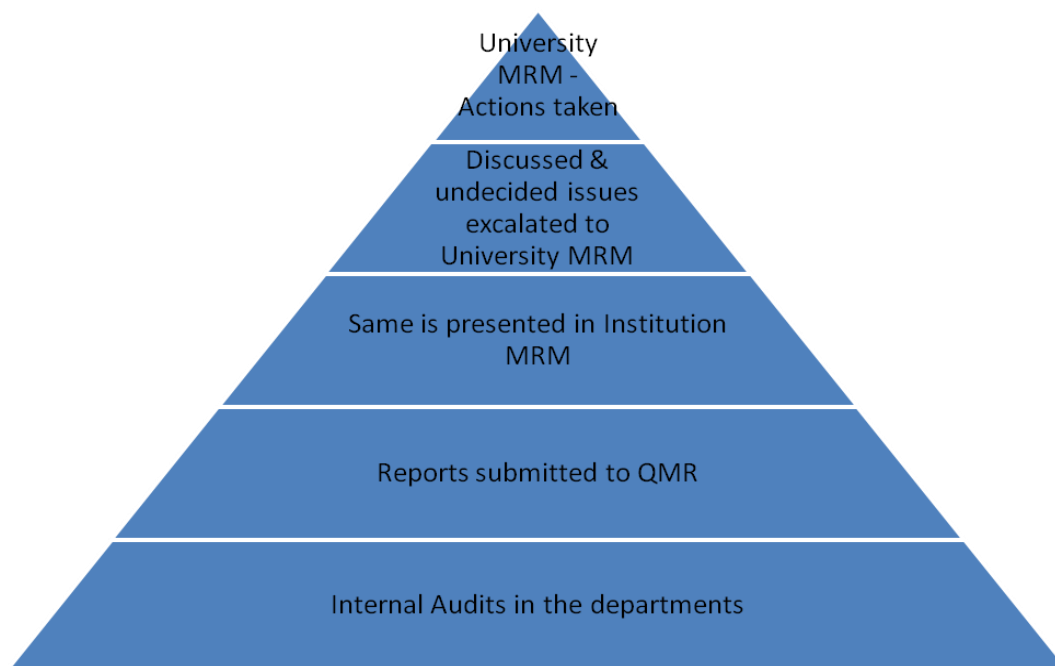 University
MRM -
Actions taken
Discussed &
undecided issues
excalated to
University MRM
Same is presented in Institution
MRM
Reports submitted to QMR
Internal Audits in the departments